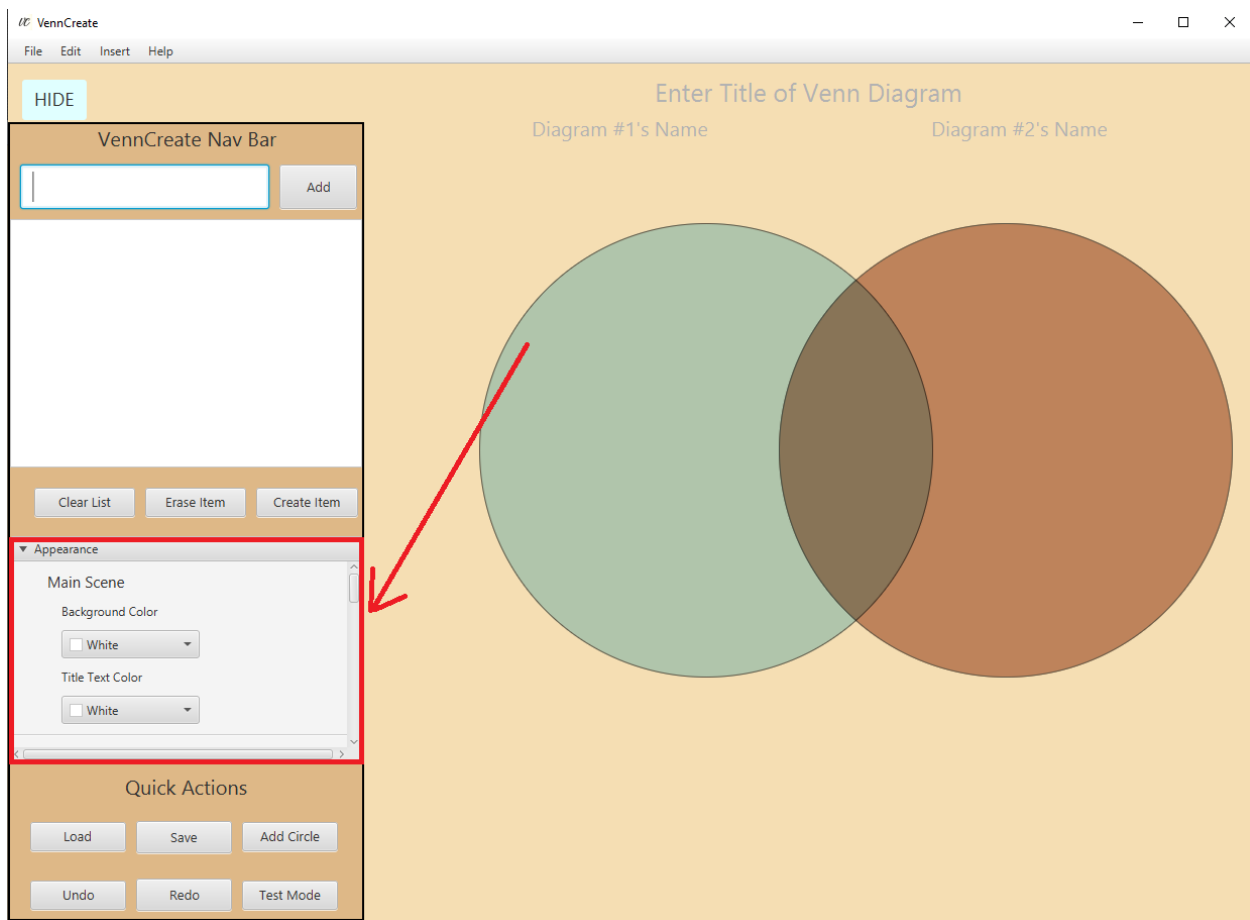 VC VennCreate
File Edit Insert Help
HIDE
Enter Title of Venn Diagram
Diagram #1's Name Diagram #2's Name
VennCreate Nav Bar
Add
Clear List Erase Item Create Item
Appearance
Main Scene
Background Color
White
Title Text Color
White
Quick Actions
Load Save Add Circle
Undo Redo Test Mode